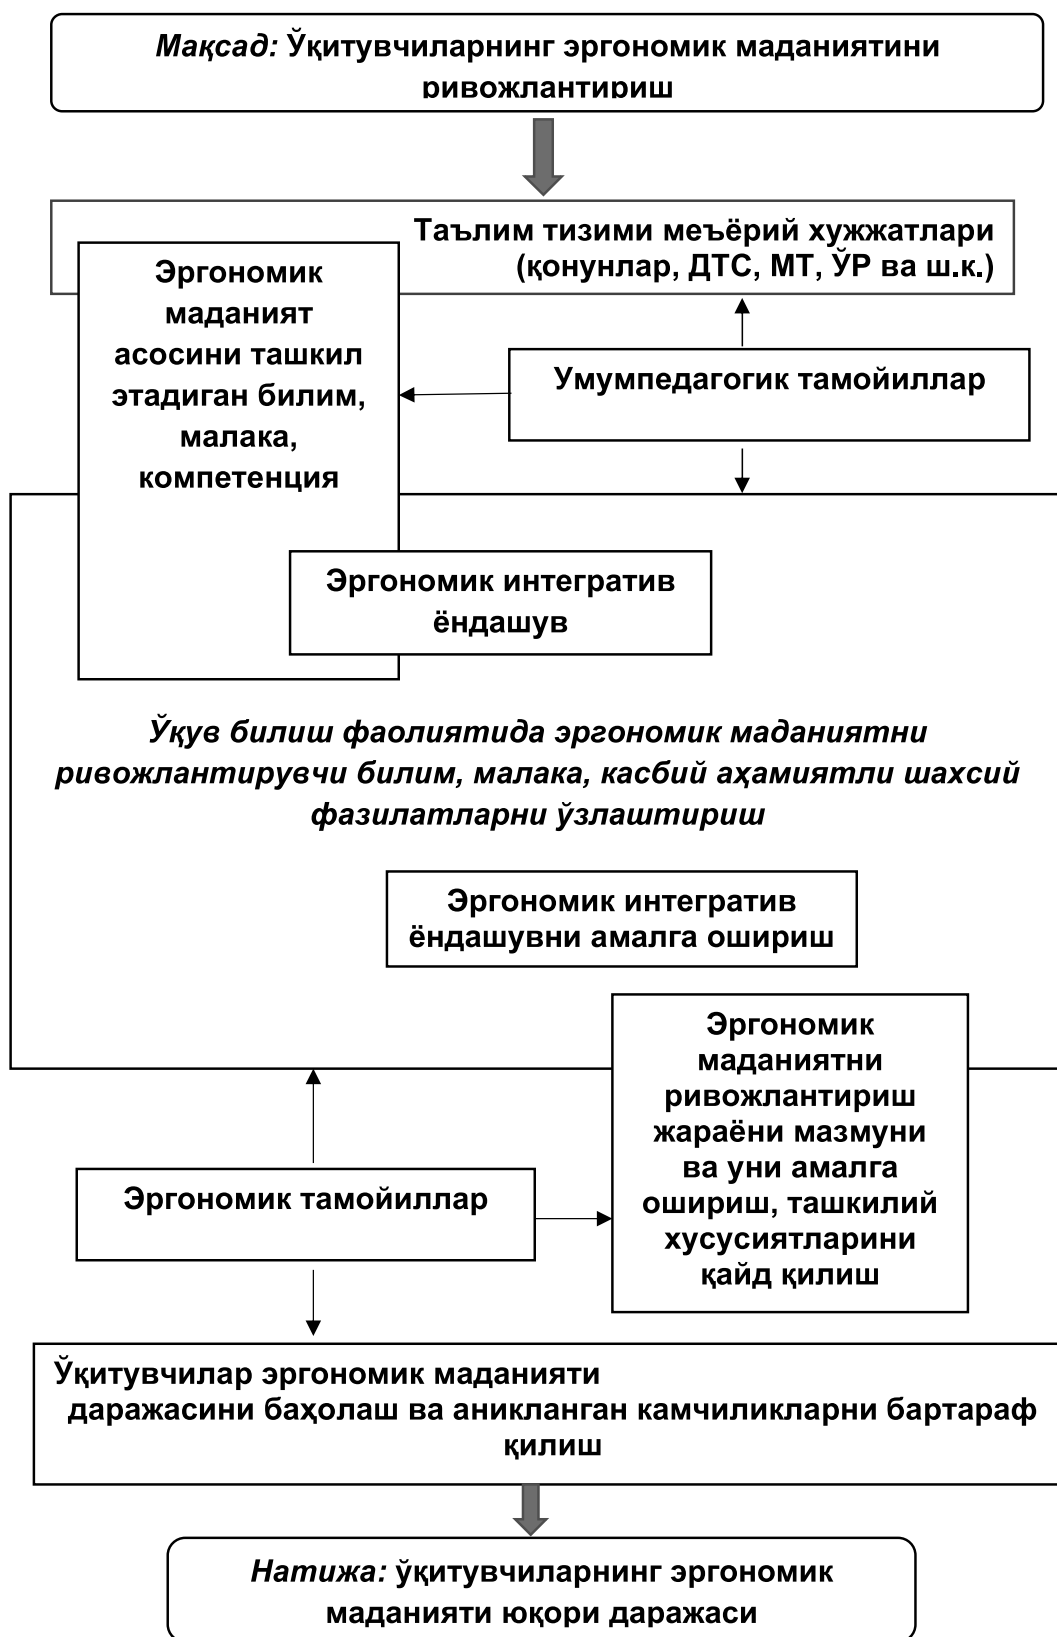 Мақсад: Ўқитувчиларнинг эргономик маданиятини
ривожлантириш
Таълим тизими меъёрий хужжатлари
(қонунлар, ДТС, МТ, ЎР ва ш.к.)
Эргономик
маданият
асосини ташкил
этадиган билим,
малака,
компетенция
Умумпедагогик тамойиллар
Эргономик интегратив
ёндашув
Ўқув билиш фаолиятида эргономик маданиятни
ривожлантирувчи билим, малака, касбий аҳамиятли шахсий
фазилатларни ўзлаштириш
Эргономик интегратив
ёндашувни амалга ошириш
Эргономик
маданиятни
ривожлантириш
жараёни мазмуни
ва уни амалга
ошириш, ташкилий
хусусиятларини
қайд қилиш
Эргономик тамойиллар
Ўқитувчилар эргономик маданияти
даражасини баҳолаш ва аникланган камчиликларни бартараф
қилиш
Натижа: ўқитувчиларнинг эргономик
маданияти юқори даражаси